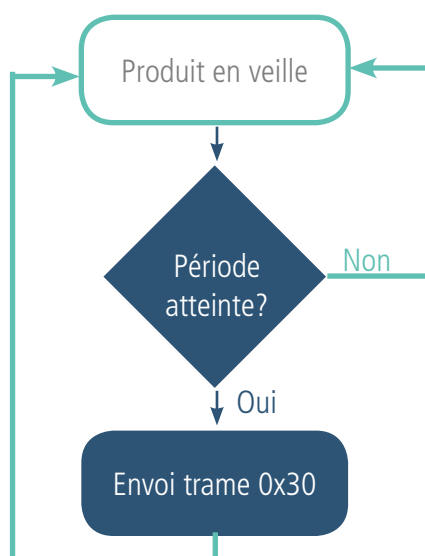 Produit en veille
Période
atteinte?
Non
Oui
Envoi trame 0x30